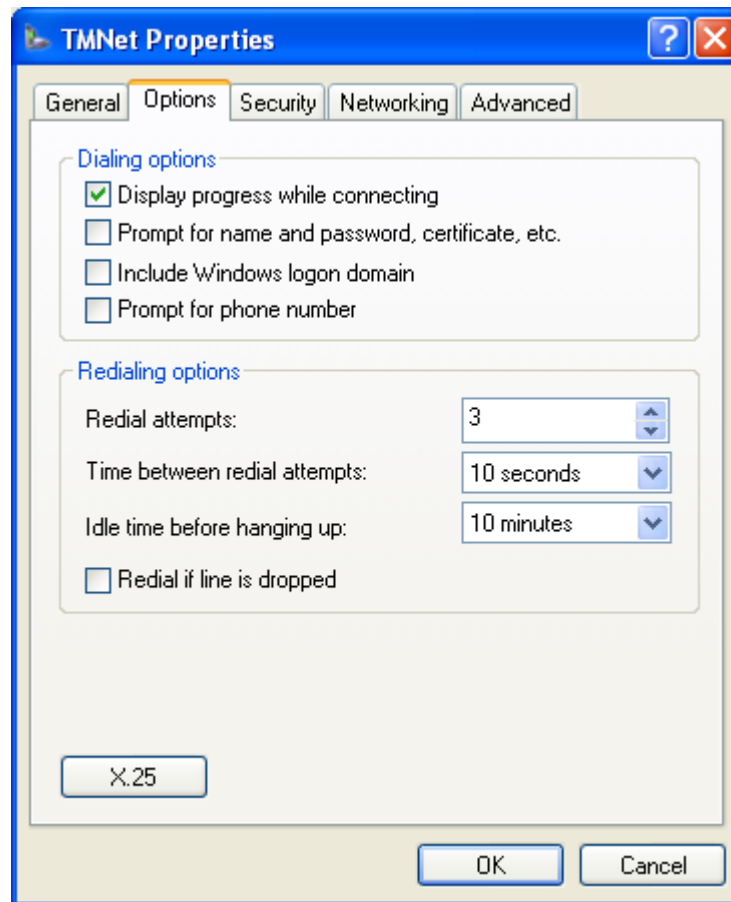 TMNet Properties
General Options Security Networking Advanced
Dialing options
Display progress while connecting
Prompt for name and password, certificate, etc.
Include Windows logon domain
Prompt for phone number
Redialing options
Redial attempts: 3
Time between redial attempts: 10 seconds
Idle time before hanging up: 10 minutes
Redial if line is dropped
X.25
OK Cancel